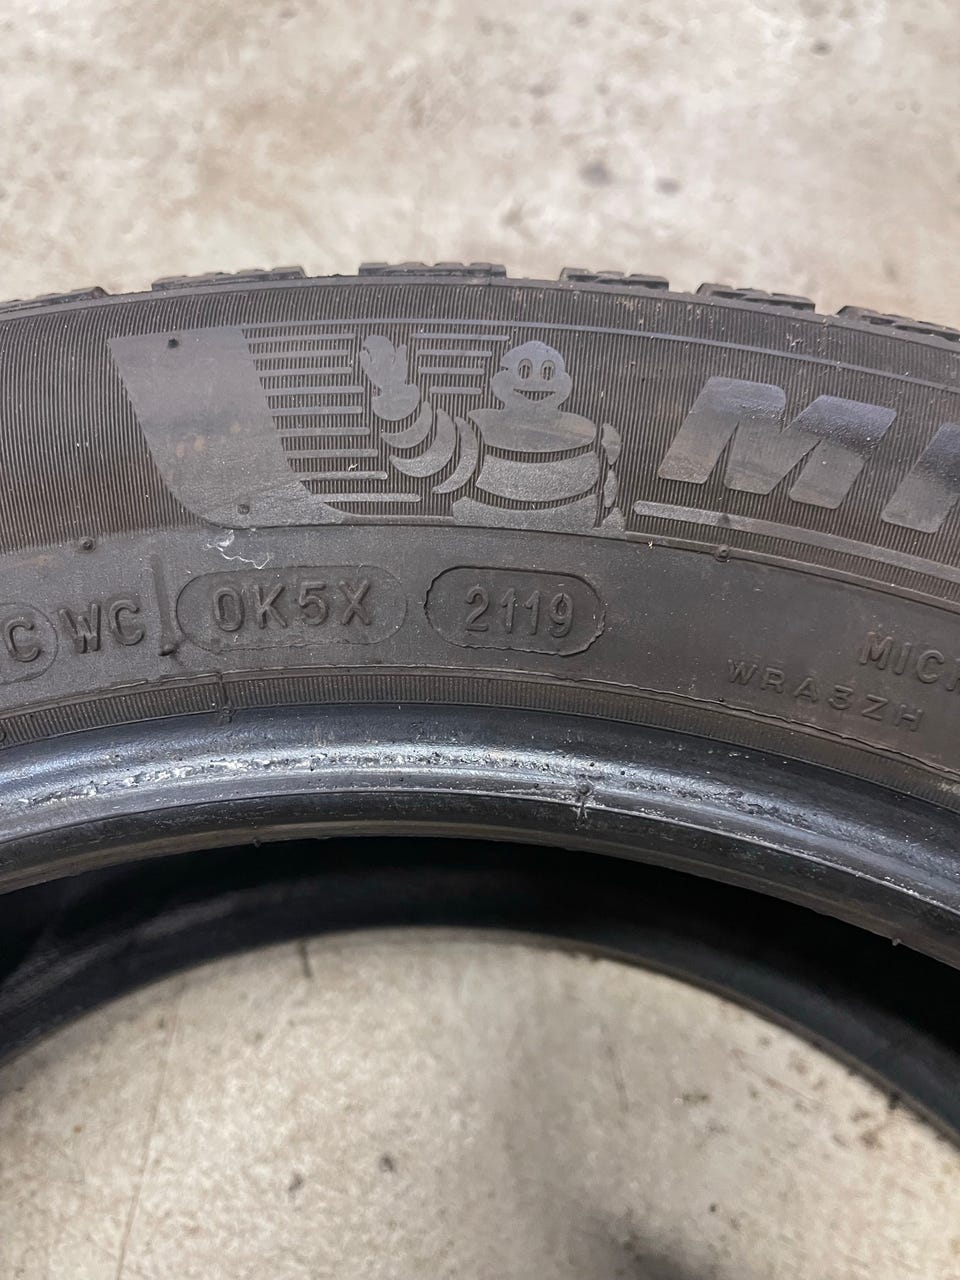 MI
C WC 0K5X 2119
MIC
WRA3ZH